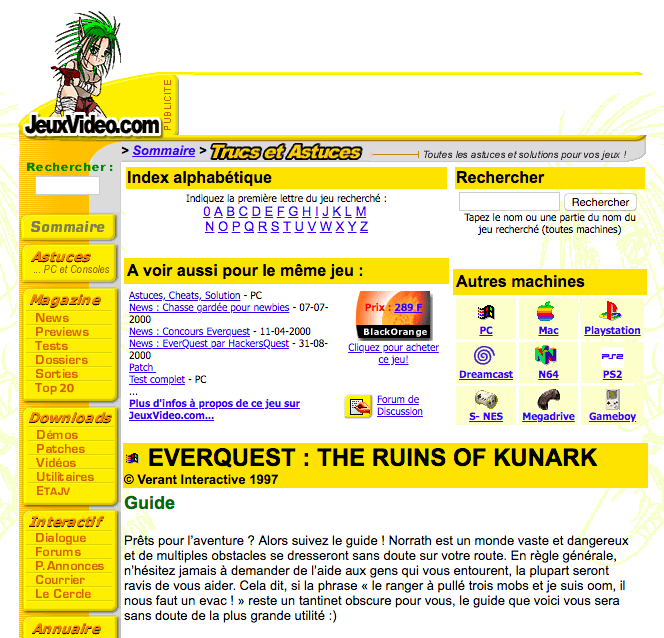 PUBLICITE
JeuxVideo.com
> Sommaire > Trucs et Astuces
Toutes les astuces et solutions pour vos jeux !
Rechercher :
Sommaire
Astuces
... PC et Consoles
Magazine
News
Previews
Tests
Dossiers
Sorties
Top 20
Downloads
Démos
Patches
Vidéos
Utilitaires
ETAJV
Interactif
Dialogue
Forums
P.Annonces
Courrier
Le Cercle
Annuaire
Index alphabétique
Indiquez la première lettre du jeu recherché :
0 A B C D E F G H I J K L M
N O P Q R S T U V W X Y Z
Rechercher
Rechercher
Tapez le nom ou une partie du nom du
jeu recherché (toutes machines)
A voir aussi pour le même jeu :
Astuces, Cheats, Solution - PC
News : Chasse gardée pour newbies - 07-07-
2000
News : Concours Everquest - 11-04-2000
News : EverQuest par HackersQuest - 31-08-
2000
Patch
Test complet - PC
...
Plus d'infos à propos de ce jeu sur
JeuxVideo.com...
Prix : 289 F
BlackOrange
Cliquez pour acheter
ce jeu!
Forum de
Discussion
Autres machines
PC
Mac
Playstation
Dreamcast
N64
PS2
PS2
S- NES
Megadrive
Gameboy
EVERQUEST : THE RUINS OF KUNARK
© Verant Interactive 1997
Guide
Prêts pour l'aventure ? Alors suivez le guide ! Norrath est un monde vaste et dangereux
et de multiples obstacles se dresseront sans doute sur votre route. En règle générale,
n'hésitez jamais à demander de l'aide aux gens qui vous entourent, la plupart seront
ravis de vous aider. Cela dit, si la phrase « le ranger à pullé trois mobs et je suis oom, il
nous faut un evac ! » reste un tantinet obscure pour vous, le guide que voici vous sera
sans doute de la plus grande utilité :)